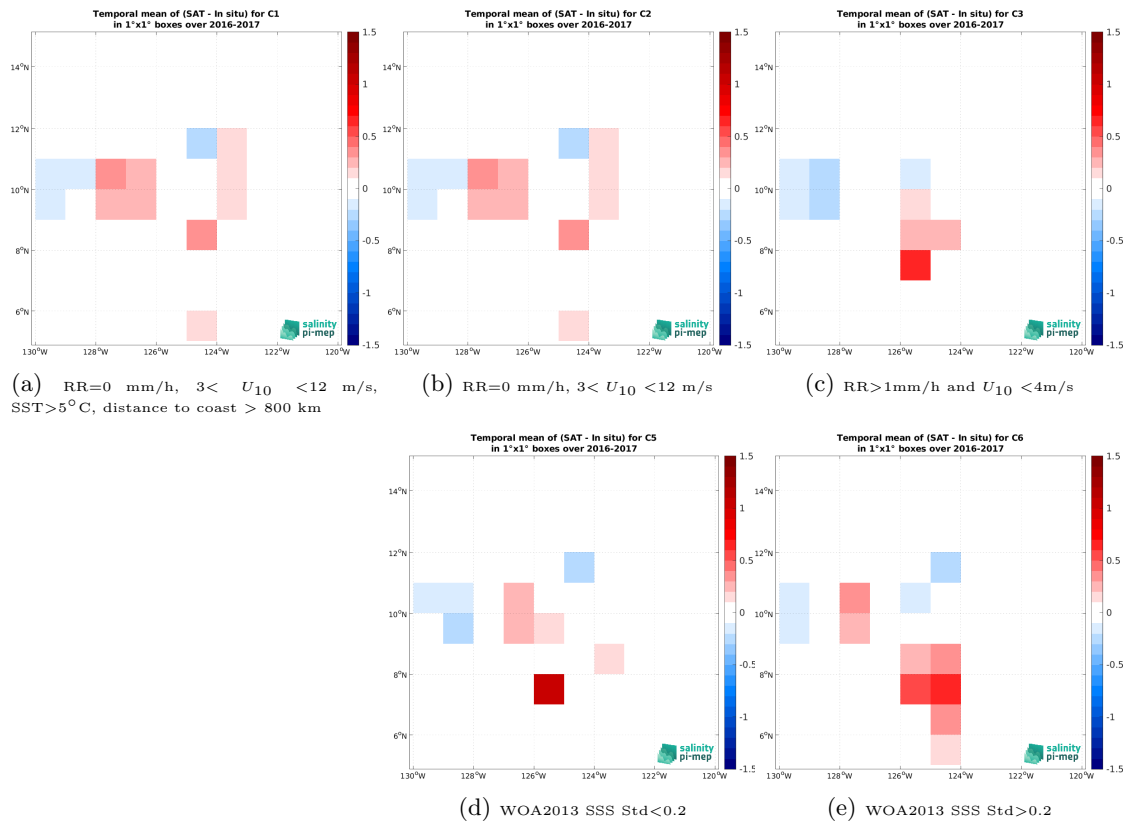 Temporal mean of (SAT - In situ) for C1
in 1°x1° boxes over 2016-2017
14°N
12°N
10°N
8°N
6°N
130°W 128°W 126°W 124°W 122°W 120°W
1.5
1
0.5
0
-0.5
-1
-1.5
salinity
pi-mep
(a) RR=0 mm/h, 3< U10 <12 m/s,
SST>5°C, distance to coast > 800 km
Temporal mean of (SAT - In situ) for C2
in 1°x1° boxes over 2016-2017
14°N
12°N
10°N
8°N
6°N
130°W 128°W 126°W 124°W 122°W 120°W
1.5
1
0.5
0
-0.5
-1
-1.5
salinity
pi-mep
(b) RR=0 mm/h, 3< U10 <12 m/s
Temporal mean of (SAT - In situ) for C3
in 1°x1° boxes over 2016-2017
14°N
12°N
10°N
8°N
6°N
130°W 128°W 126°W 124°W 122°W 120°W
1.5
1
0.5
0
-0.5
-1
-1.5
salinity
pi-mep
(c) RR>1mm/h and U10 <4m/s
Temporal mean of (SAT - In situ) for C5
in 1°x1° boxes over 2016-2017
14°N
12°N
10°N
8°N
6°N
130°W 128°W 126°W 124°W 122°W 120°W
1.5
1
0.5
0
-0.5
-1
-1.5
salinity
pi-mep
(d) WOA2013 SSS Std<0.2
Temporal mean of (SAT - In situ) for C6
in 1°x1° boxes over 2016-2017
14°N
12°N
10°N
8°N
6°N
130°W 128°W 126°W 124°W 122°W 120°W
1.5
1
0.5
0
-0.5
-1
-1.5
salinity
pi-mep
(e) WOA2013 SSS Std>0.2